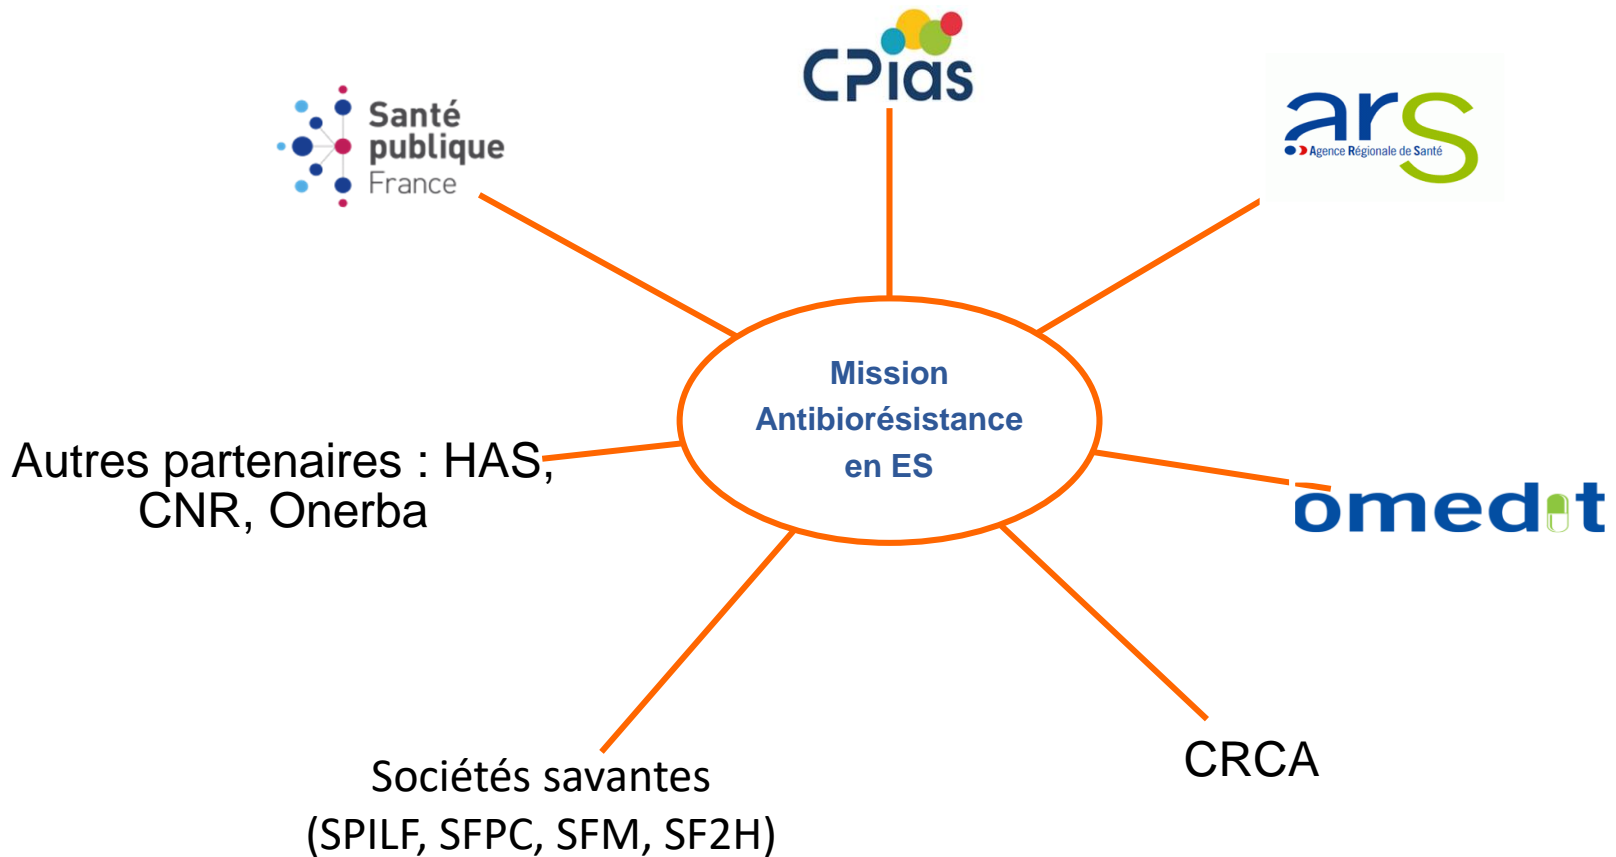 CPias
Santé
publique
France
ars
Agence Régionale de Santé
Mission
Antibiorésistance
en ES
Autres partenaires : HAS,
CNR, Onerba
omedit
CRCA
Sociétés savantes
(SPILF, SFPC, SFM, SF2H)